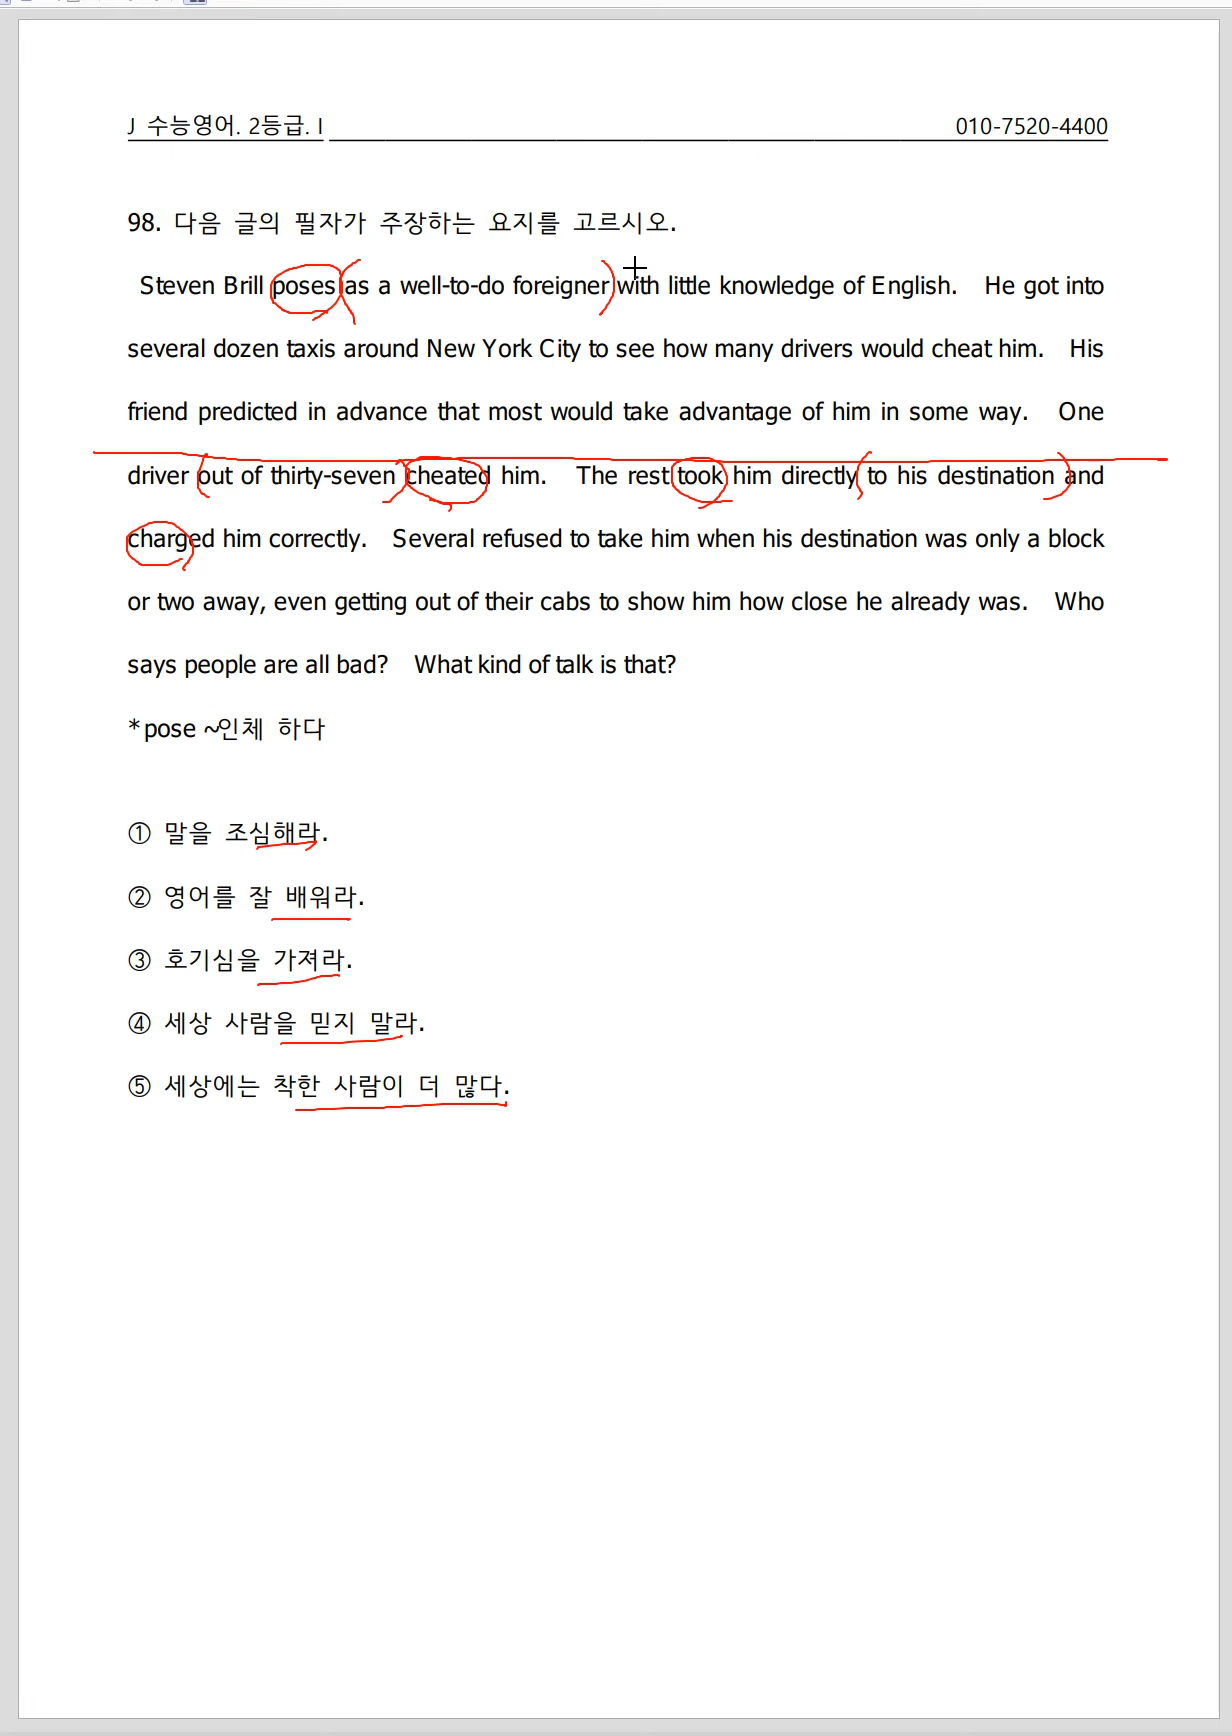 J 수능영어. 2등급. I 010-7520-4400
98. 다음 글의 필자가 주장하는 요지를 고르시오.
Steven Brill poses as a well-to-do foreigner with little knowledge of English. He got into
several dozen taxis around New York City to see how many drivers would cheat him. His
friend predicted in advance that most would take advantage of him in some way. One
driver out of thirty-seven cheated him. The rest took him directly to his destination and
charged him correctly. Several refused to take him when his destination was only a block
or two away, even getting out of their cabs to show him how close he already was. Who
says people are all bad? What kind of talk is that?
*pose ~인체 하다
① 말을 조심해라.
② 영어를 잘 배워라.
③ 호기심을 가져라.
④ 세상 사람을 믿지 말라.
⑤ 세상에는 착한 사람이 더 많다.